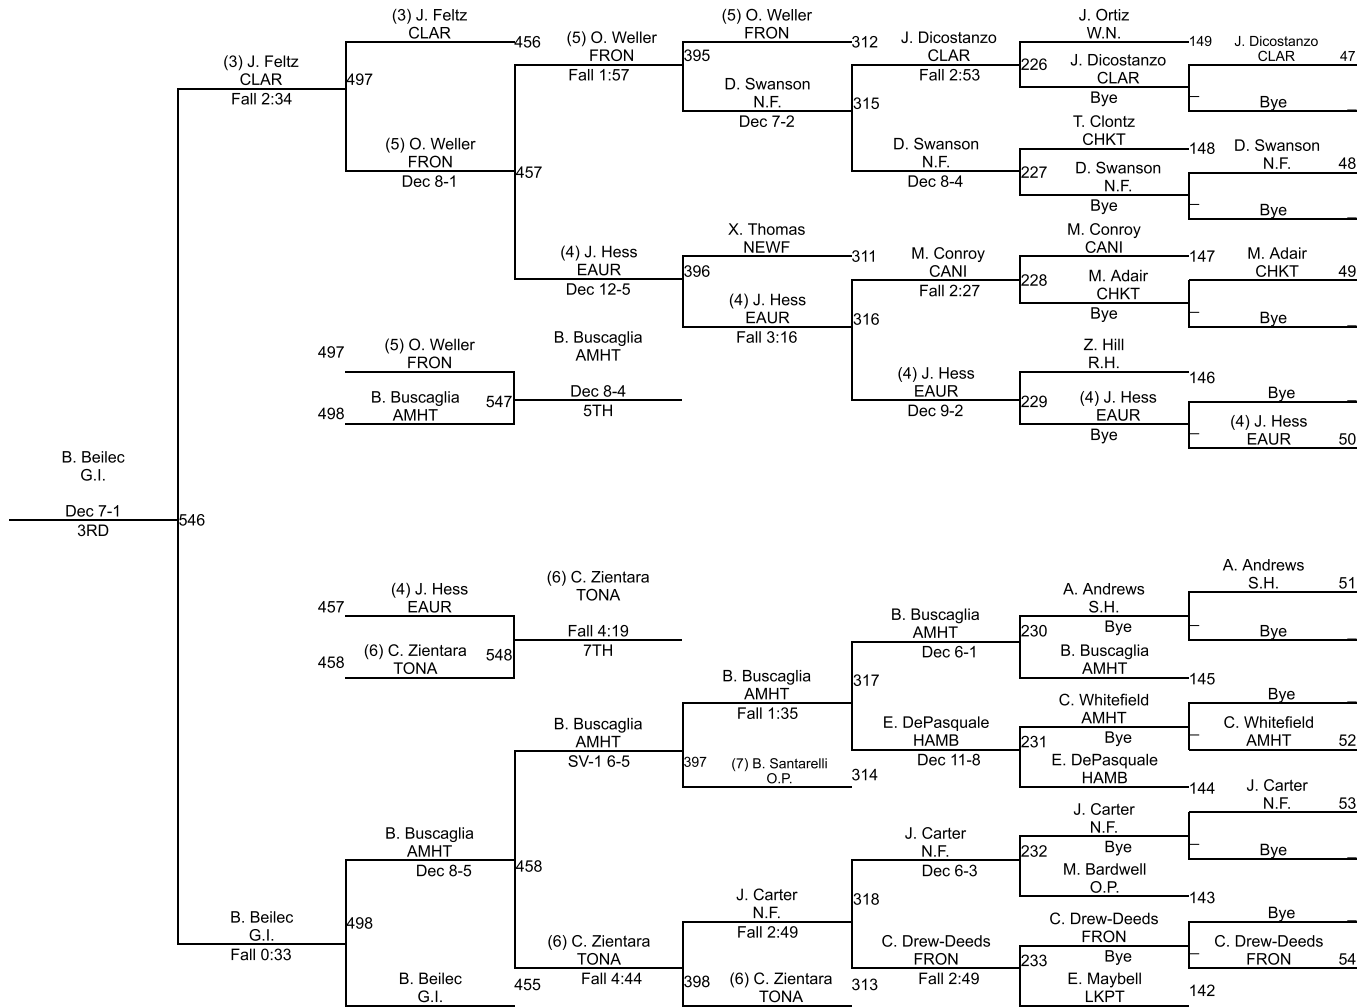 (3) J. Feltz
CLAR
456
(3) J. Feltz
CLAR
Fall 2:34
497
(5) O. Weller
FRON
Dec 8-1
457
(5) O. Weller
FRON
Fall 1:57
395
(5) O. Weller
FRON
312
D. Swanson
N.F.
Dec 7-2
315
J. Dicostanzo
CLAR
Fall 2:53
226
J. Ortiz
W.N.
149
J. Dicostanzo
CLAR
Bye
J. Dicostanzo
CLAR
47
Bye
D. Swanson
N.F.
Dec 8-4
227
T. Clontz
CHKT
148
D. Swanson
N.F.
Bye
D. Swanson
N.F.
48
Bye
(4) J. Hess
EAUR
Dec 12-5
396
X. Thomas
NEWF
311
(4) J. Hess
EAUR
Fall 3:16
316
M. Conroy
CANI
Fall 2:27
228
M. Conroy
CANI
147
M. Adair
CHKT
Bye
M. Adair
CHKT
49
Bye
(4) J. Hess
EAUR
Dec 9-2
229
Z. Hill
R.H.
146
(4) J. Hess
EAUR
Bye
Bye
(4) J. Hess
EAUR
50
497
(5) O. Weller
FRON
498
B. Buscaglia
AMHT
547
B. Buscaglia
AMHT
Dec 8-4
5TH
B. Beilec
G.I.
Dec 7-1
3RD
546
457
(4) J. Hess
EAUR
458
(6) C. Zientara
TONA
548
(6) C. Zientara
TONA
Fall 4:19
7TH
B. Buscaglia
AMHT
Dec 6-1
230
A. Andrews
S.H.
Bye
A. Andrews
S.H.
51
Bye
B. Buscaglia
AMHT
145
B. Buscaglia
AMHT
Fall 1:35
317
E. DePasquale
HAMB
Dec 11-8
231
C. Whitefield
AMHT
Bye
Bye
C. Whitefield
AMHT
52
E. DePasquale
HAMB
144
B. Buscaglia
AMHT
SV-1 6-5
397
(7) B. Santarelli
O.P.
314
B. Buscaglia
AMHT
Dec 8-5
458
J. Carter
N.F.
Dec 6-3
232
J. Carter
N.F.
Bye
J. Carter
N.F.
53
Bye
M. Bardwell
O.P.
143
J. Carter
N.F.
Fall 2:49
318
C. Drew-Deeds
FRON
Fall 2:49
233
C. Drew-Deeds
FRON
Bye
Bye
C. Drew-Deeds
FRON
54
E. Maybell
LKPT
142
B. Beilec
G.I.
Fall 0:33
498
(6) C. Zientara
TONA
Fall 4:44
398
(6) C. Zientara
TONA
313
B. Beilec
G.I.
455